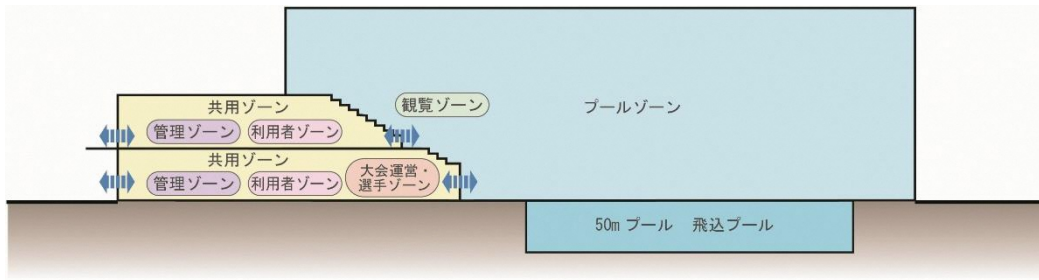 共用ゾーン
観覧ゾーン
プールゾーン
管理ゾーン
利用者ゾーン
共用ゾーン
管理ゾーン
利用者ゾーン
大会運営・
選手ゾーン
50m プール 飛込プール